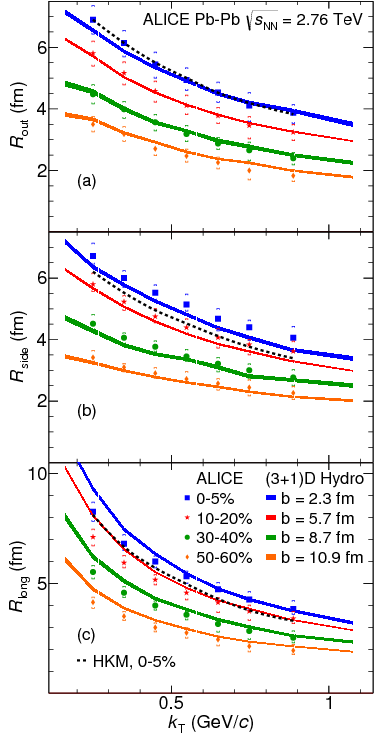 ALICE Pb-Pb √sNN = 2.76 TeV
6
4
2
Rout (fm)
(a)
6
4
2
Rside (fm)
(b)
10
5
Rlong (fm)
ALICE (3+1)D Hydro
0-5% b = 2.3 fm
10-20% b = 5.7 fm
30-40% b = 8.7 fm
50-60% b = 10.9 fm
(c)
HKM, 0-5%
0.5 1
kT (GeV/c)